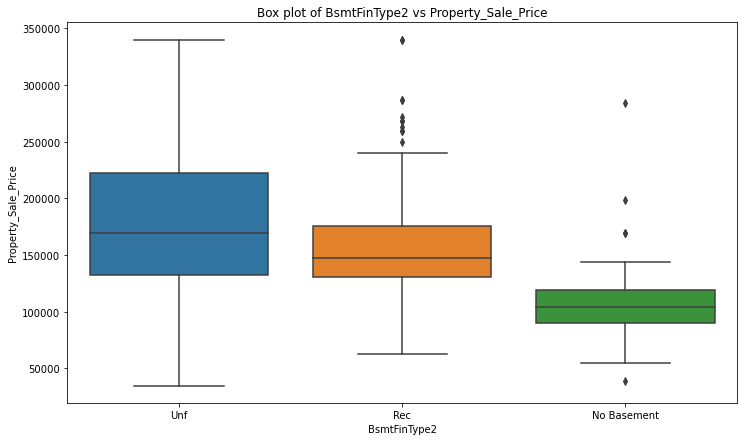 Box plot of BsmtFinType2 vs Property_Sale_Price
350000
300000
250000
200000
150000
100000
50000
Property_Sale_Price
Unf
Rec
No Basement
BsmtFinType2